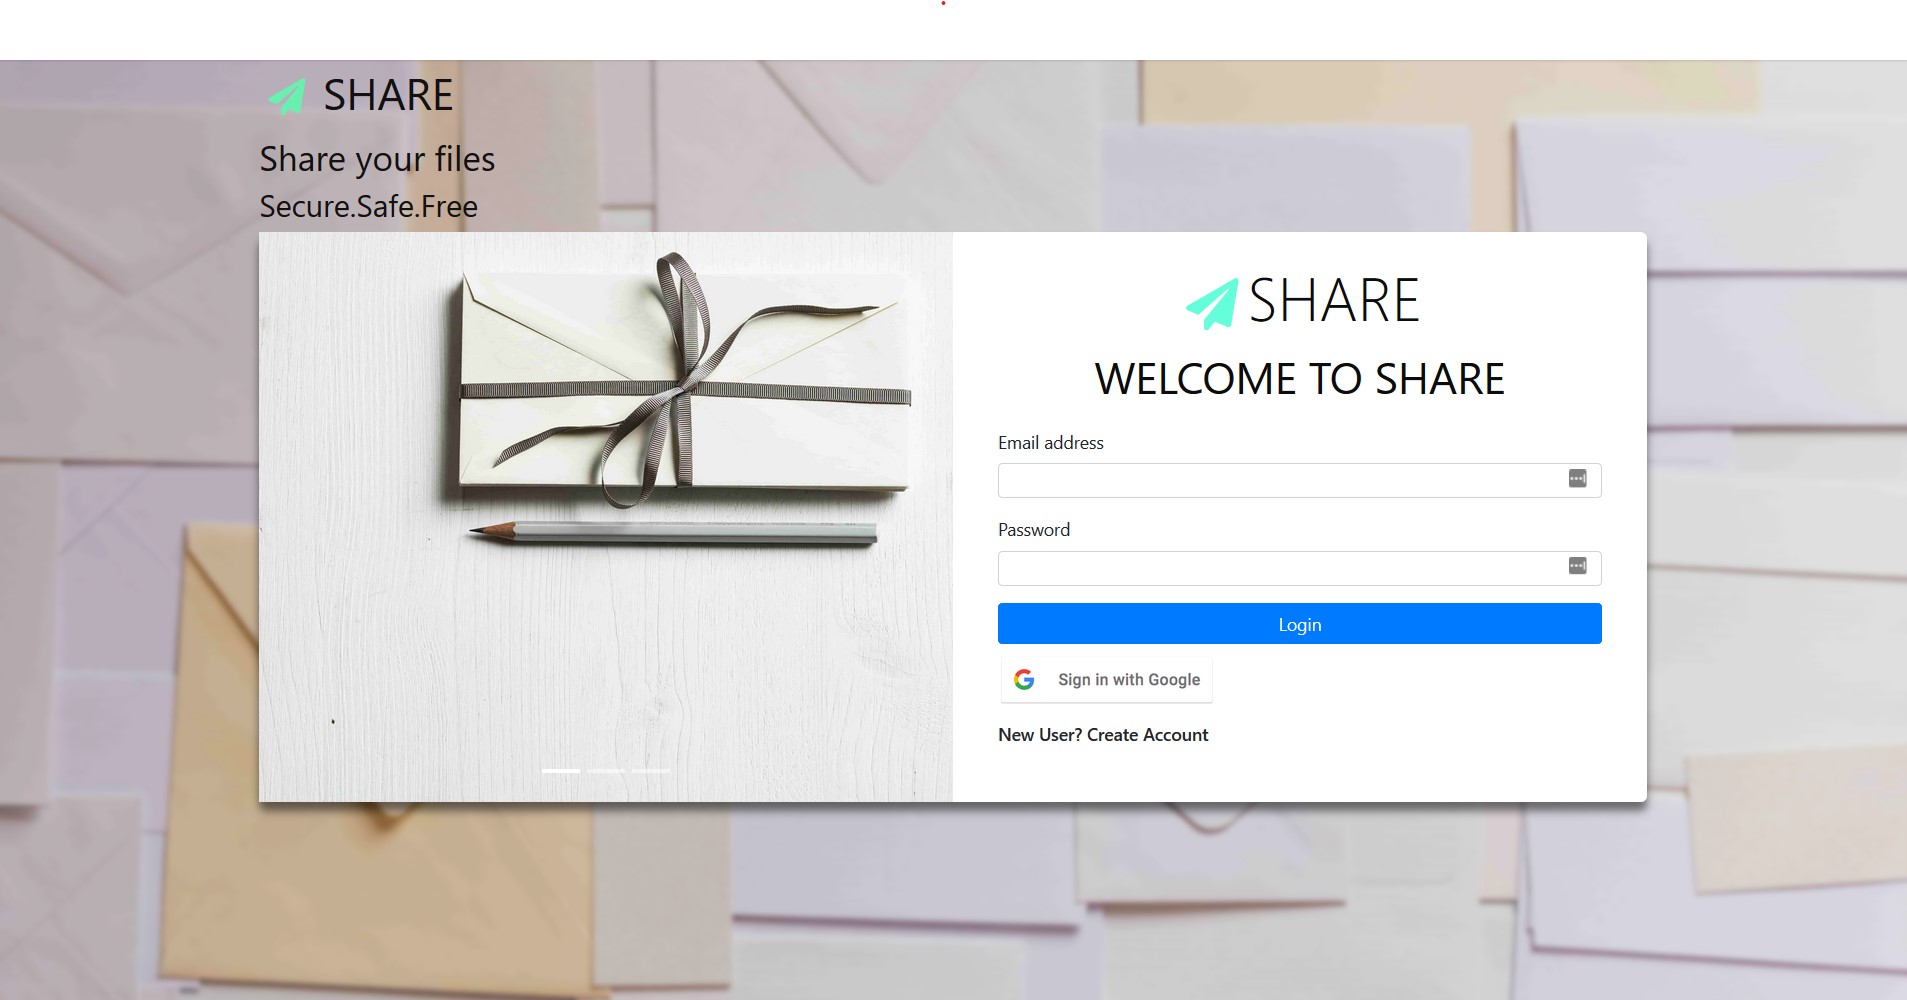 SHARE
Share your files
Secure.Safe.Free
SHARE
WELCOME TO SHARE
Email address
Password
Login
Sign in with Google
New User? Create Account